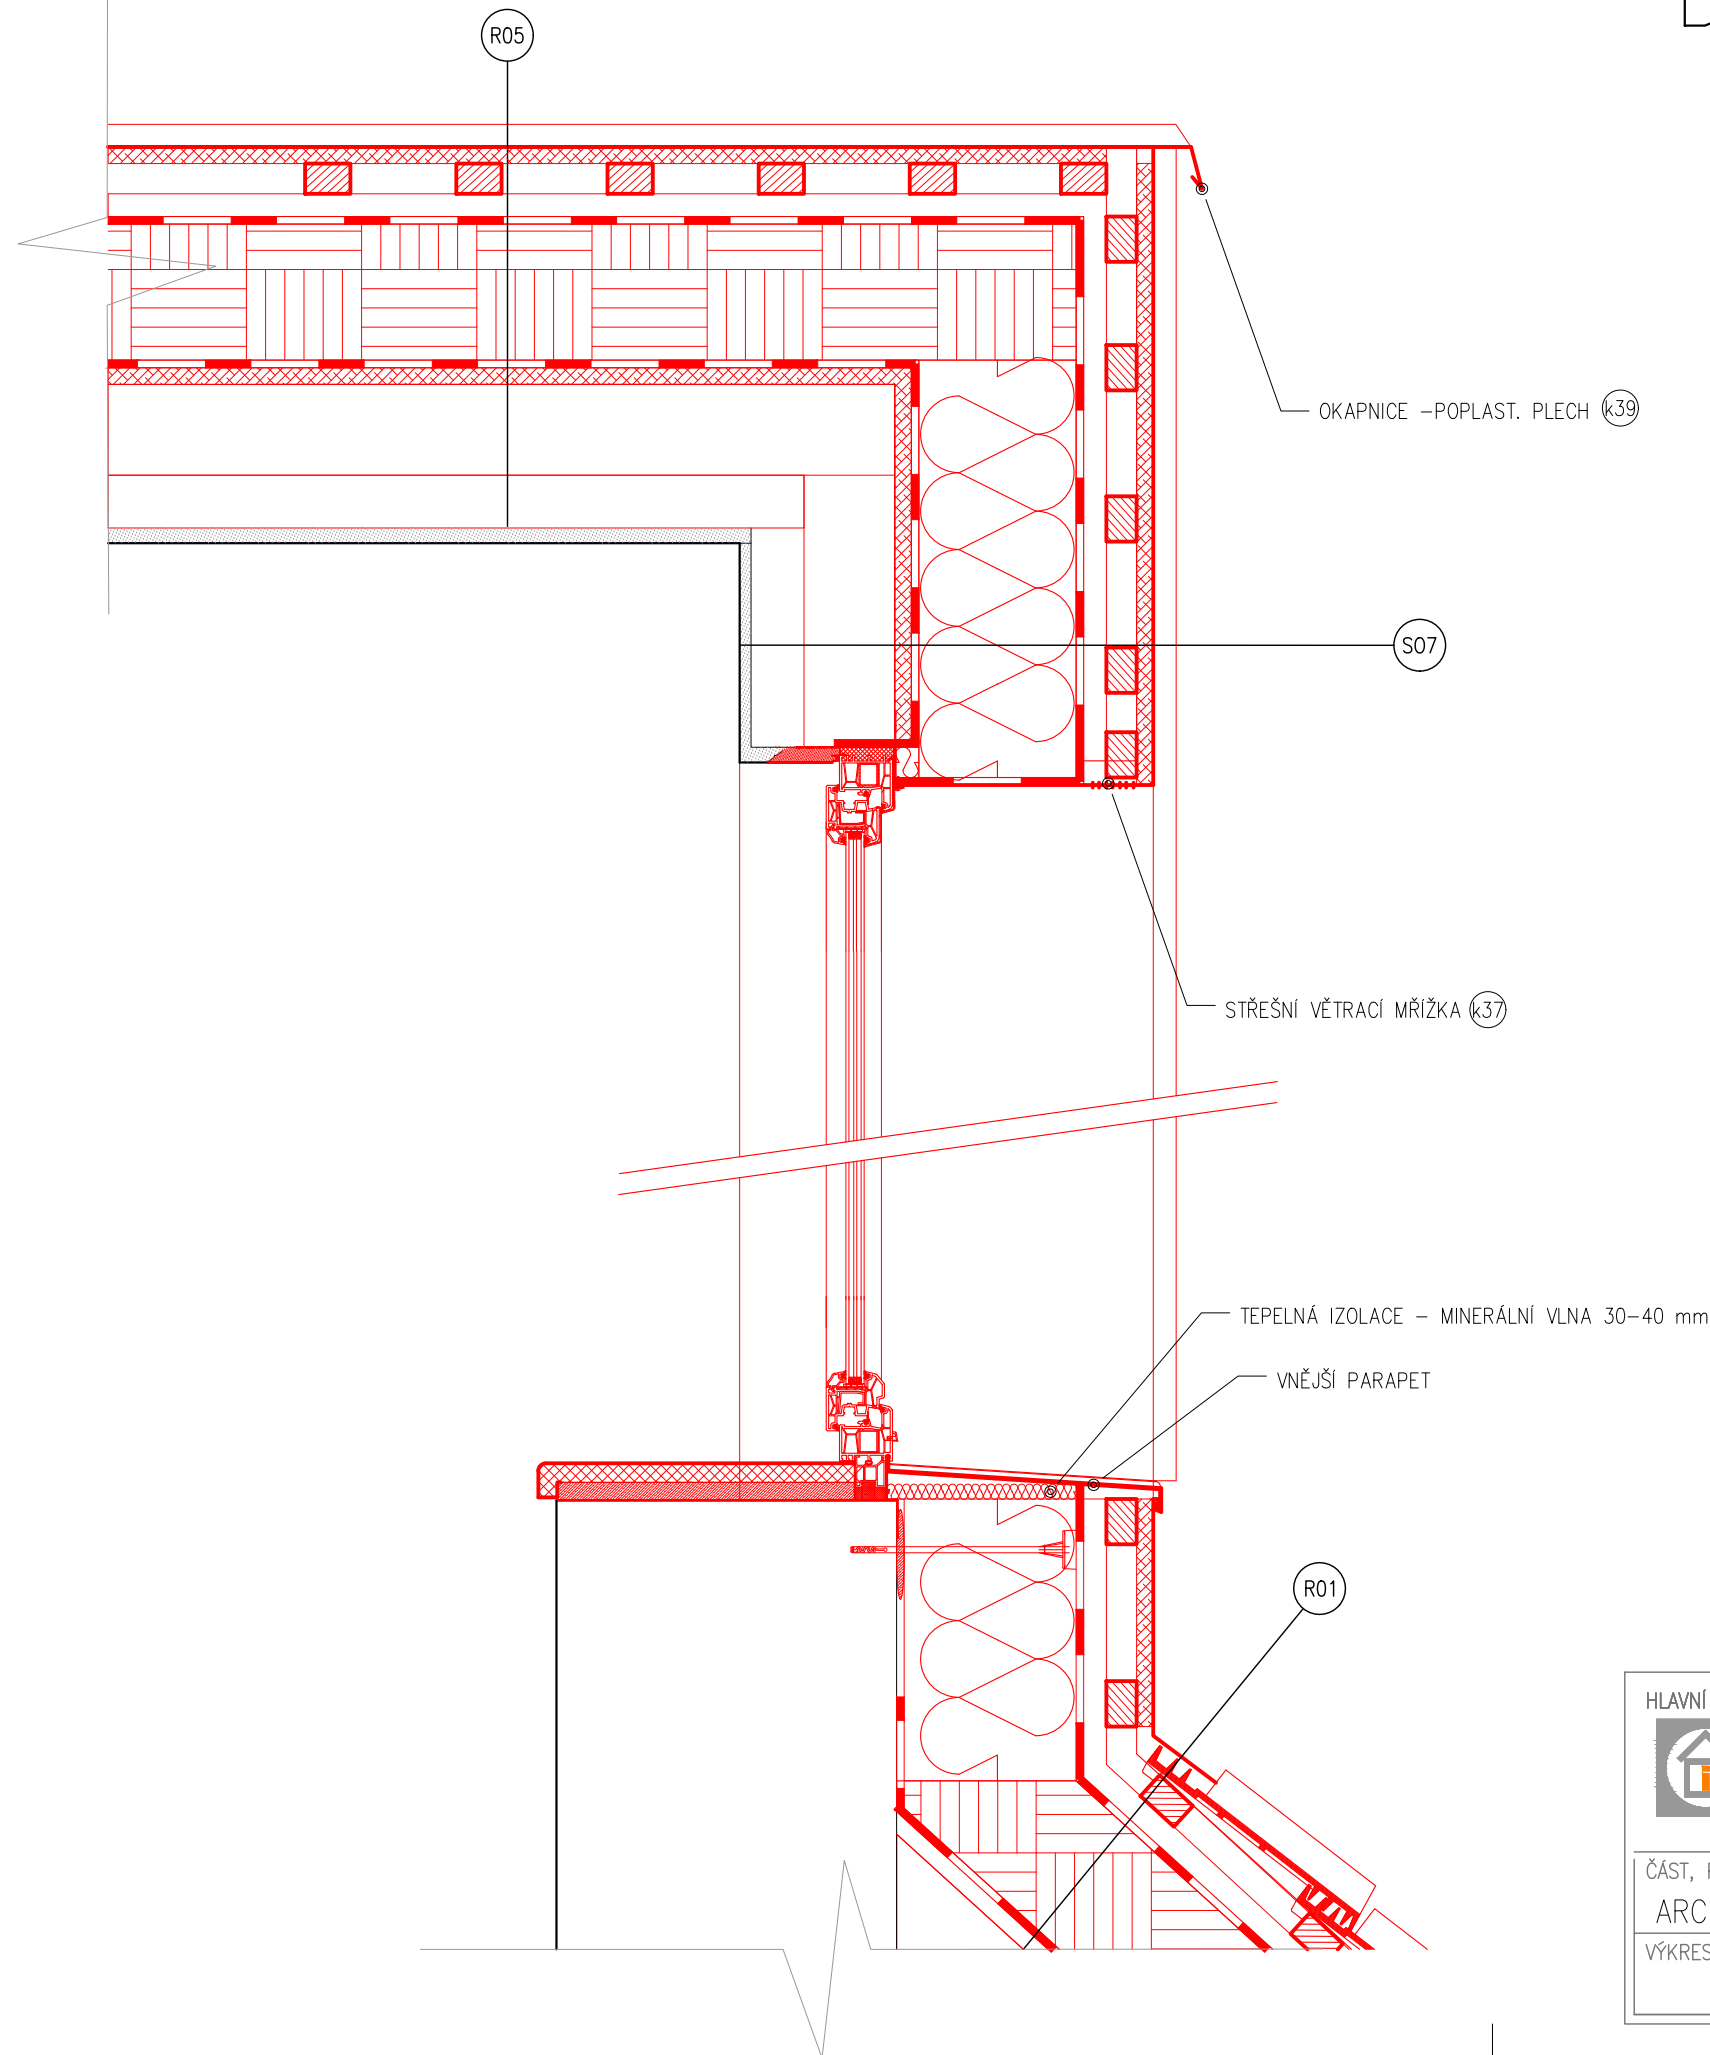 R05
OKAPNICE -POPLAST. PLECH k39
S07
STŘEŠNÍ VĚTRACÍ MŘÍŽKA k37
TEPELNÁ IZOLACE - MINERÁLNÍ VLNA 30-40 mm
VNĚJŠÍ PARAPET
R01
HLAVNÍ
ČÁST,
ARC
VÝKRES